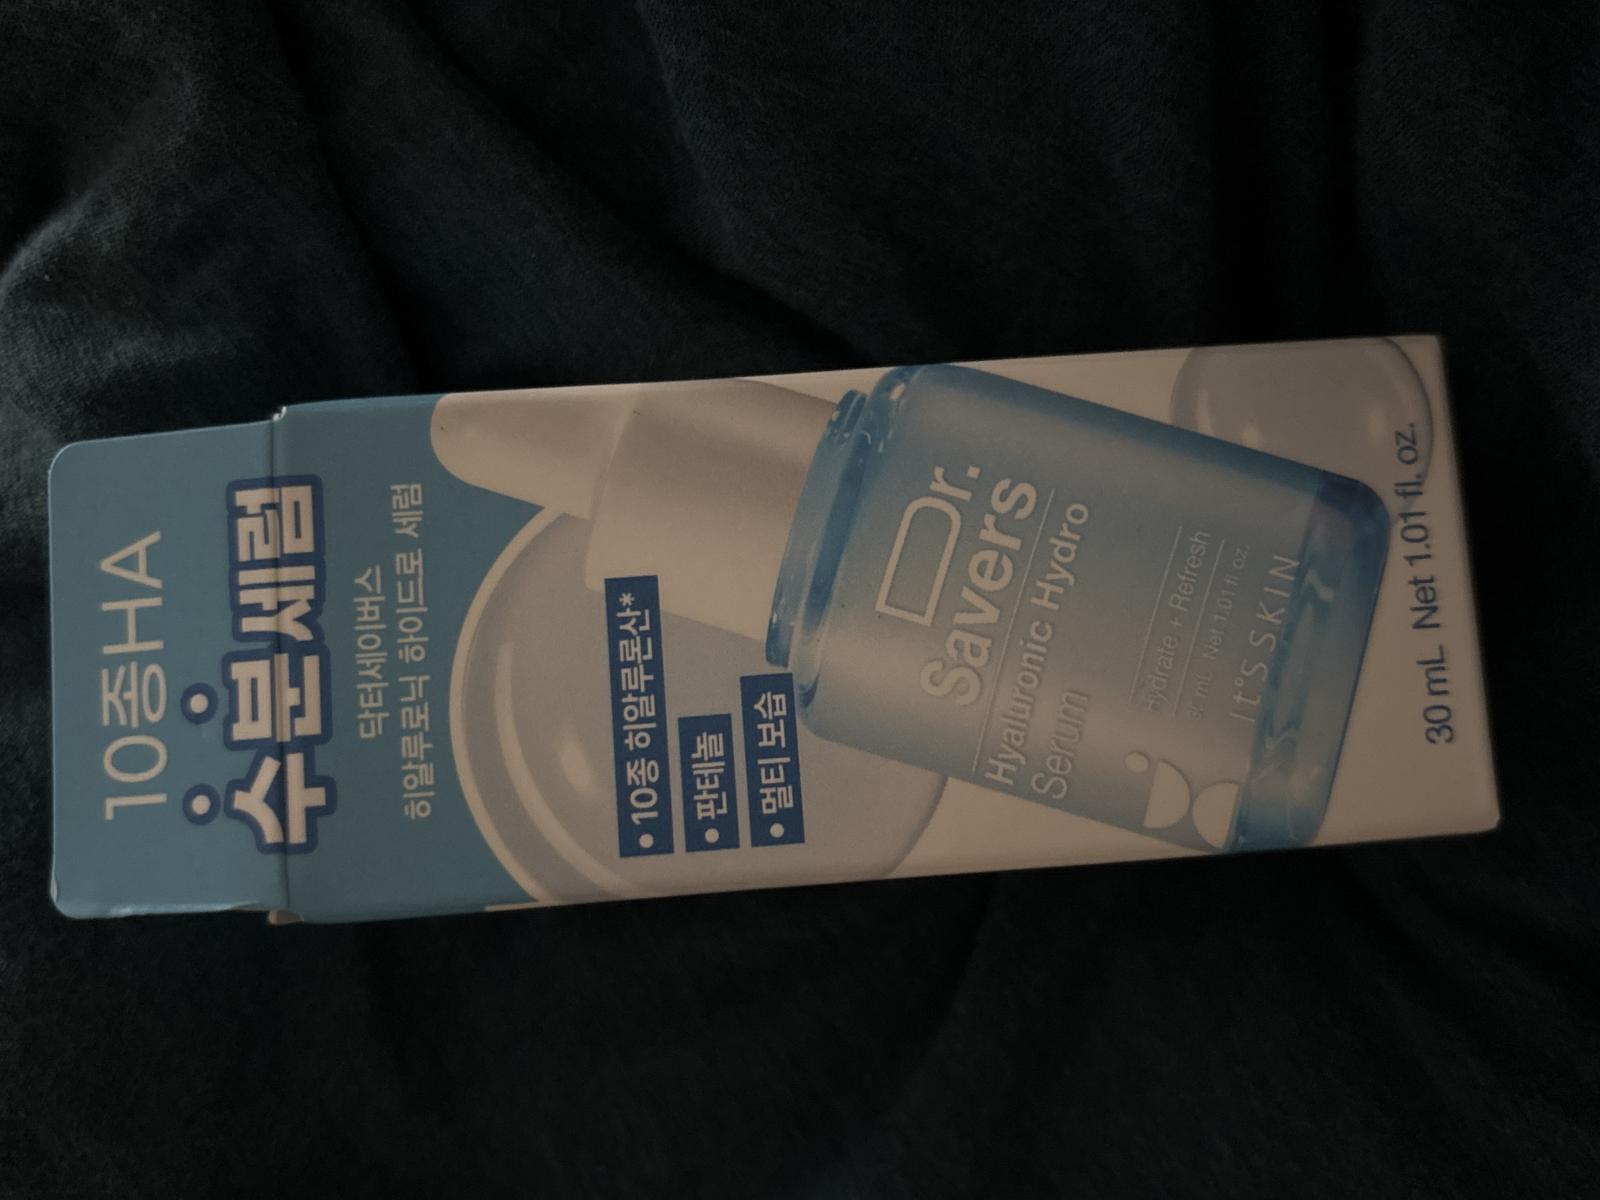 10종HA
수분세럼
닥터세이버스
히알루로닉 하이드로 세럼
• 10종 히알루론산*
• 판테놀
• 멀티 보습
Dr.
Savers
Hyaluronic Hydro
Serum
Hydrate + Refresh
30 mL Net 1.01 fl. oz.
It's SKIN
30 mL Net 1.01 fl. oz.